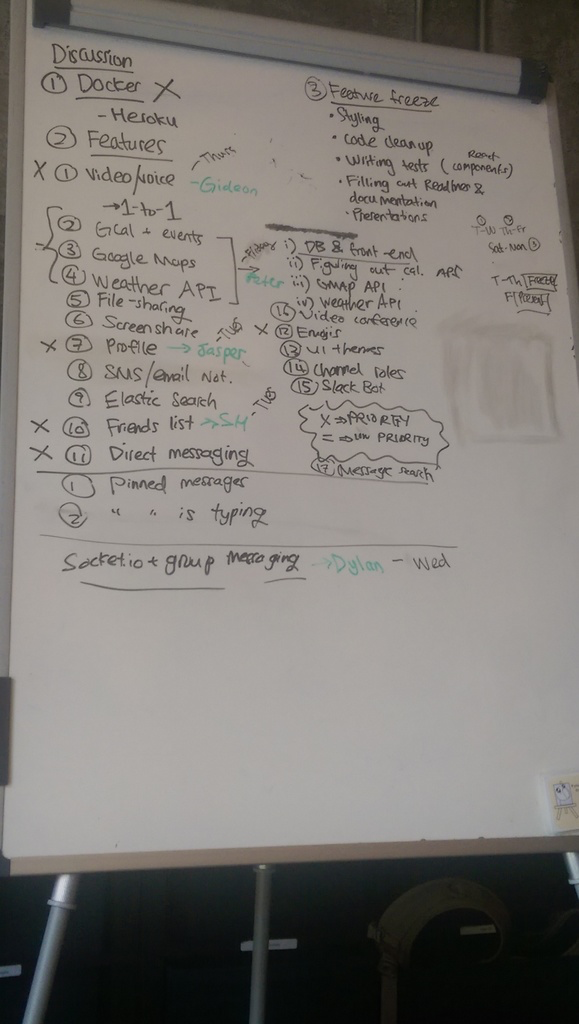 Discussion
① Docker X
- Heroku
② Features
X ① Video/voice - Gideon
Thurs
→ 1-to-1
② GCal + events
③ Google Maps
④ Weather API
⑤ File-sharing
⑥ Screenshare
X ⑦ Profile → Jasper
Tues
⑧ SMS/email Not.
⑨ Elastic Search
X ⑩ Friends list → SH
Tues
X ⑪ Direct messaging
① Pinned messages
② " " is typing
Socket.io + group messaging → Dylan - Wed
③ Feature freeze
• Styling
• Code cleanup
• Writing tests (React components)
• Filling out Readmes &
documentation
• Presentations
Peter
i) DB & front-end
ii) Figuring out cal. API
iii) GMAP API
iv) Weather API
⑯ Video conference
X ⑫ Emojis
⑬ UI themes
⑭ Channel roles
⑮ Slack Bot
X ⇒ PRIORITY
= ⇒ un PRIORITY
⑰ Message search
T-W Th-Fr
Sat-Mon ③
T-Th Freeze
F Present